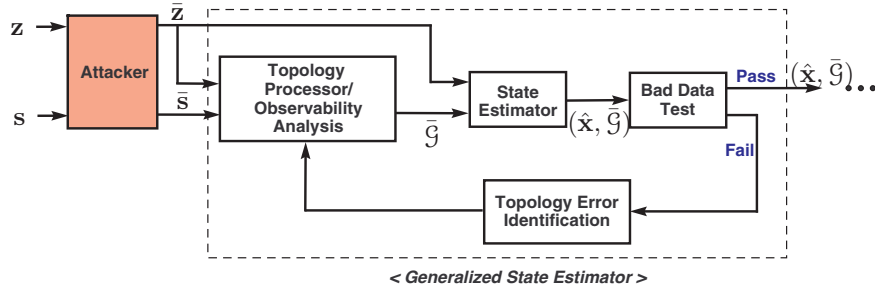 z
z̄
Attacker
s
s̄
Topology
Processor/
Observability
Analysis
𝒢̄
State
Estimator
(x̂, 𝒢̄)
Bad Data
Test
Pass
(x̂, 𝒢̄)
Fail
Topology Error
Identification
< Generalized State Estimator >